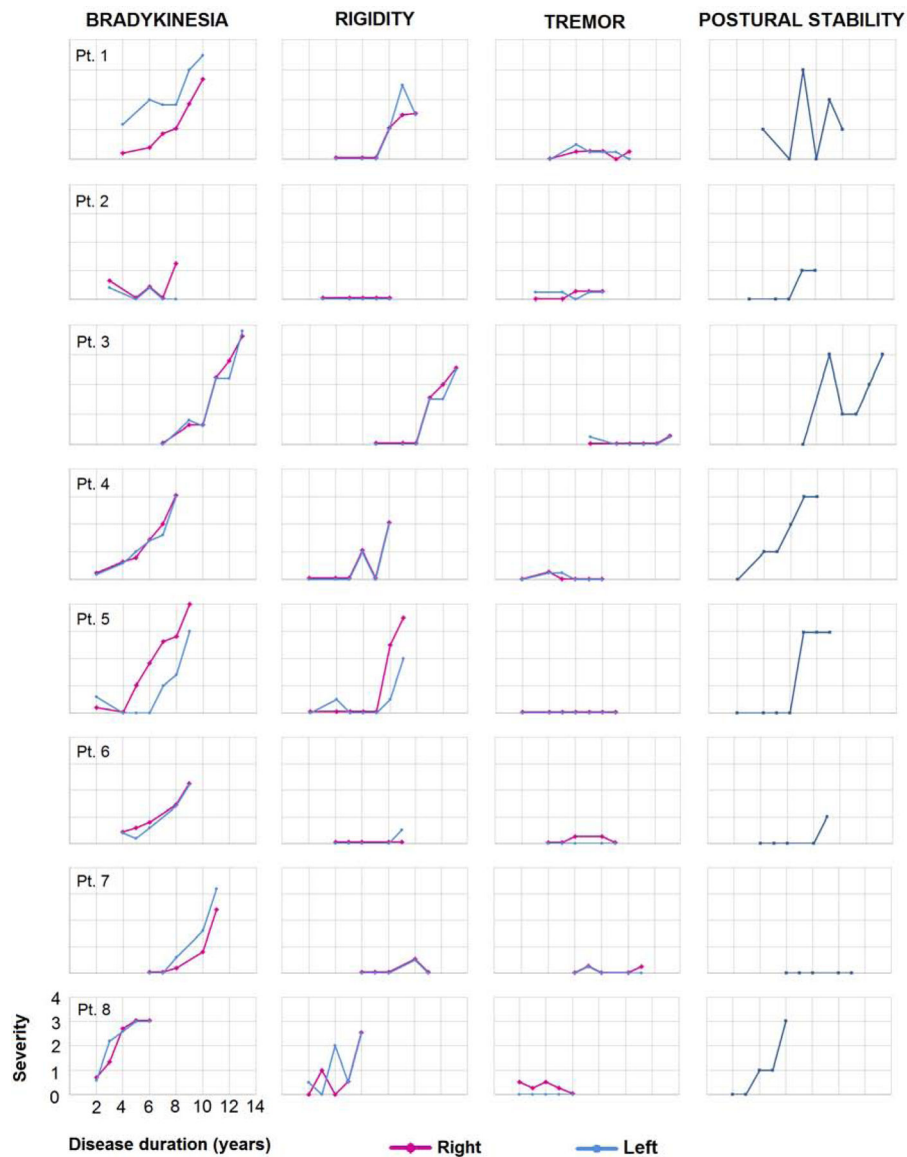 BRADYKINESIA RIGIDITY TREMOR POSTURAL STABILITY
Pt. 1
Pt. 2
Pt. 3
Pt. 4
Pt. 5
Pt. 6
Pt. 7
Pt. 8
4
3
2
1
0
Severity
2 4 6 8 10 12 14
Disease duration (years)
Right Left